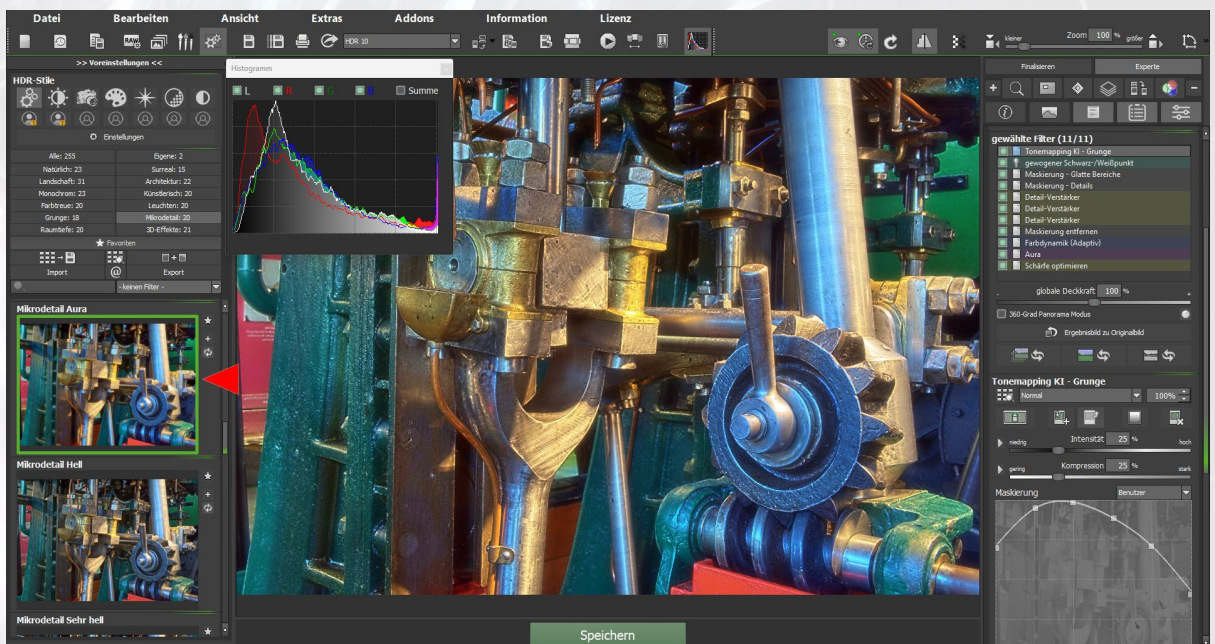 Datei Bearbeiten Ansicht Extras Addons Information Lizenz
RAW HDR 10 kleiner Zoom 100 % größer
>> Voreinstellungen <<
HDR-Stile
Einstellungen
Alle: 255 Eigene: 2
Natürlich: 23 Surreal: 15
Landschaft: 31 Architektur: 22
Monochrom: 23 Künstlerisch: 20
Farbtreue: 20 Leuchten: 20
Grunge: 18 Mikrodetail: 20
Raumtiefe: 20 3D-Effekte: 21
Favoriten
Import @ Export
- keinen Filter -
Mikrodetail Aura
Mikrodetail Hell
Mikrodetail Sehr hell
Histogramm
L R G B Summe
Speichern
Finalisieren Experte
gewählte Filter (11/11)
Tonemapping KI - Grunge
gewogener Schwarz-/Weißpunkt
Maskierung - Glatte Bereiche
Maskierung - Details
Detail-Verstärker
Detail-Verstärker
Detail-Verstärker
Maskierung entfernen
Farbdynamik (Adaptiv)
Aura
Schärfe optimieren
globale Deckkraft 100 %
360-Grad Panorama Modus
Ergebnisbild zu Originalbild
Tonemapping KI - Grunge
Normal 100%
niedrig Intensität 25 % hoch
gering Kompression 25 % stark
Maskierung Benutzer